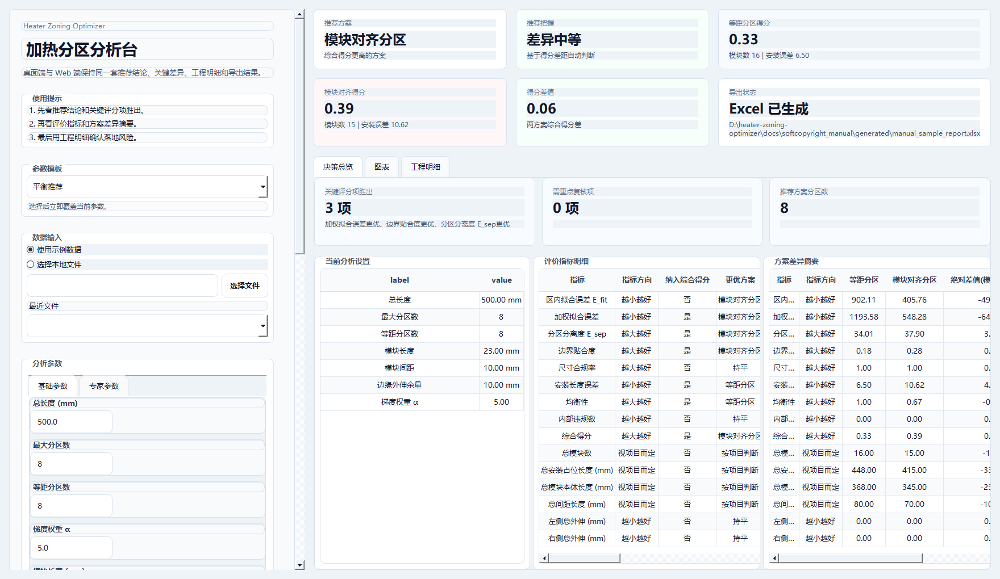 Heater Zoning Optimizer
加热分区分析台
桌面端与 Web 端保持同一套推荐结论、关键差异、工程明细和导出结果。
使用提示
1. 先看推荐结论和关键评分项胜出。
2. 再看评价指标和方案差异摘要。
3. 最后用工程明细确认落地风险。
参数模板
平衡推荐
选择后立即覆盖当前参数。
数据输入
使用示例数据
选择本地文件
选择文件
最近文件
分析参数
基础参数 专家参数
总长度 (mm)
500.0
最大分区数
8
等距分区数
8
梯度权重 α
5.0
推荐方案
模块对齐分区
综合得分更高的方案
推荐把握
差异中等
基于得分差距自动判断
等距分区得分
0.33
模块数 16 | 安装误差 6.50
模块对齐得分
0.39
模块数 15 | 安装误差 10.62
得分差值
0.06
两方案综合得分差
导出状态
Excel 已生成
D:\heater-zoning-
optimizer\docs\softcopyright_manual\generated\manual_sample_report.xlsx
决策总览 图表 工程明细
关键评分项胜出
3 项
加权拟合误差更优、边界贴合度更优、分区分离度 E_sep更优
需重点复核项
0 项
推荐方案分区数
8
当前分析设置
label value
总长度 500.00 mm
最大分区数 8
等距分区数 8
模块长度 23.00 mm
模块间距 10.00 mm
边缘外伸余量 10.00 mm
梯度权重 α 5.00
评价指标明细
指标 指标方向 纳入综合得分 更优方案
区内拟合误差 E_fit 越小越好 否 模块对齐分区
加权拟合误差 越小越好 是 模块对齐分区
分区分离度 E_sep 越大越好 是 模块对齐分区
边界贴合度 越大越好 是 模块对齐分区
尺寸合规率 越大越好 否 持平
安装长度误差 越大越好 是 等距分区
均衡性 越大越好 是 等距分区
内部违规数 越小越好 否 持平
综合得分 越大越好 是 模块对齐分区
总模块数 视项目而定 否 按项目判断
总安装占位长度 (mm) 视项目而定 否 按项目判断
总模块本体长度 (mm) 视项目而定 否 按项目判断
总间距长度 (mm) 视项目而定 否 按项目判断
左侧总外伸 (mm) 越小越好 否 持平
右侧总外伸 (mm) 越小越好 否 持平
方案差异摘要
指标 指标方向 等距分区 模块对齐分区 绝对差值(模
区内... 越小越好 902.11 405.76 -49
加权... 越小越好 1193.58 548.28 -64
分区... 越大越好 34.01 37.90 3.
边界... 越大越好 0.18 0.28 0.
尺寸... 越大越好 1.00 1.00 0.
安装... 越大越好 6.50 10.62 4.
均衡性 越大越好 1.00 0.67 -0
内部... 越小越好 0.00 0.00 0.
综合... 越大越好 0.33 0.39 0.
总模... 视项目而定 16.00 15.00 -1
总安... 视项目而定 448.00 415.00 -33
总模... 视项目而定 368.00 345.00 -23
总间... 视项目而定 80.00 70.00 -10
左侧... 越小越好 0.00 0.00 0.
右侧... 越小越好 0.00 0.00 0.